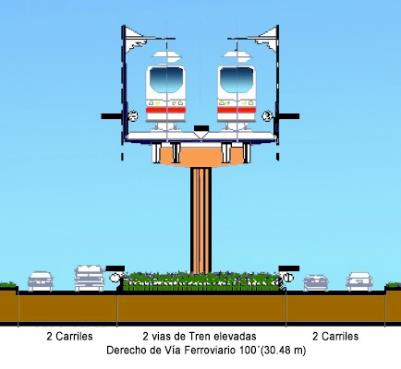 2 Carriles 2 vias de Tren elevadas 2 Carriles
Derecho de Vía Ferroviario 100´(30.48 m)